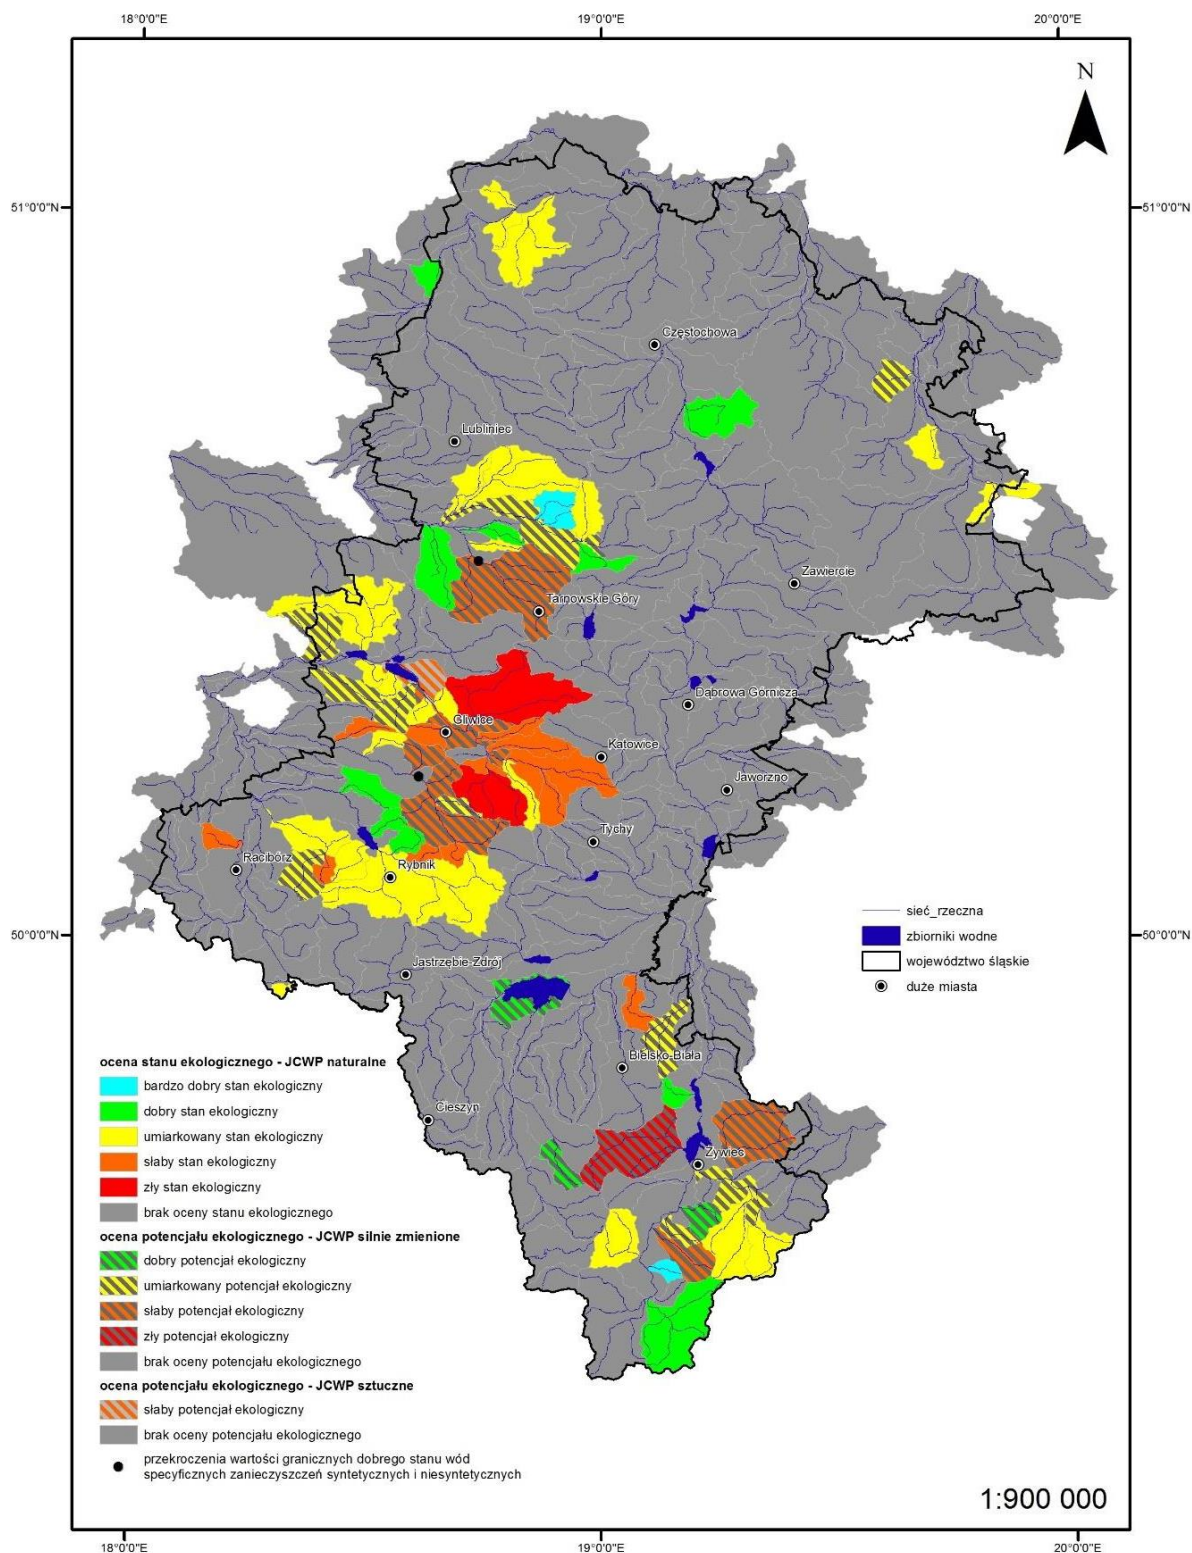 18°0'0"E
19°0'0"E
20°0'0"E
N
51°0'0"N
51°0'0"N
Częstochowa
Lubliniec
Zawiercie
Tarnowskie Góry
Dąbrowa Górnicza
Gliwice
Katowice
Jaworzno
Tychy
Racibórz
Rybnik
50°0'0"N
50°0'0"N
sieć_rzeczna
zbiorniki wodne
województwo śląskie
duże miasta
Jastrzębie Zdrój
Bielsko-Biała
Cieszyn
Żywiec
ocena stanu ekologicznego - JCWP naturalne
bardzo dobry stan ekologiczny
dobry stan ekologiczny
umiarkowany stan ekologiczny
słaby stan ekologiczny
zły stan ekologiczny
brak oceny stanu ekologicznego
ocena potencjału ekologicznego - JCWP silnie zmienione
dobry potencjał ekologiczny
umiarkowany potencjał ekologiczny
słaby potencjał ekologiczny
zły potencjał ekologiczny
brak oceny potencjału ekologicznego
ocena potencjału ekologicznego - JCWP sztuczne
słaby potencjał ekologiczny
brak oceny potencjału ekologicznego
przekroczenia wartości granicznych dobrego stanu wód
specyficznych zanieczyszczeń syntetycznych i niesyntetycznych
1:900 000
18°0'0"E
19°0'0"E
20°0'0"E